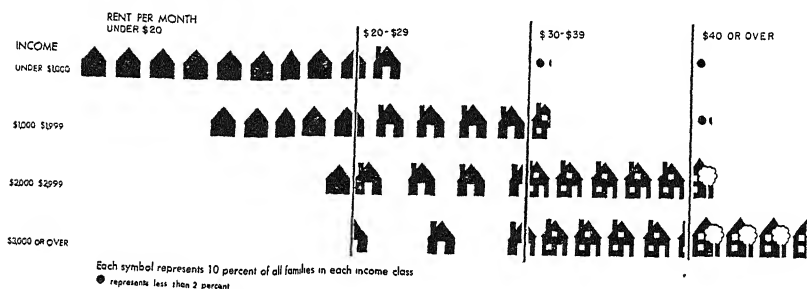 RENT PER MONTH
UNDER $20
$20-$29
$30-$39
$40 OR OVER
INCOME
UNDER $1,000
$1,000 $1,999
$2,000 $2,999
$3,000 OR OVER
Each symbol represents 10 percent of all families in each income class
● represents less than 2 percent